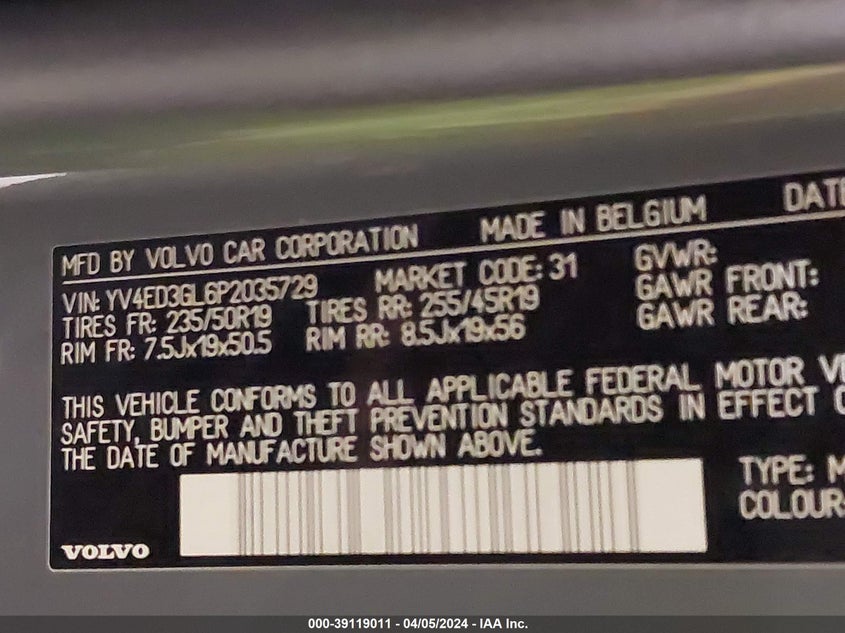 MFD BY VOLVO CAR CORPORATION MADE IN BELGIUM DATE
VIN: YV4ED3GL6P2035729 MARKET CODE: 31 GVWR:
TIRES FR: 235/50R19 TIRES RR: 255/45R19 GAWR FRONT:
RIM FR: 7.5Jx19x50.5 RIM RR: 8.5Jx19x56 GAWR REAR:
THIS VEHICLE CONFORMS TO ALL APPLICABLE FEDERAL MOTOR VE
SAFETY, BUMPER AND THEFT PREVENTION STANDARDS IN EFFECT O
THE DATE OF MANUFACTURE SHOWN ABOVE.
TYPE: M
COLOUR:
VOLVO
000-39119011 - 04/05/2024 - IAA Inc.